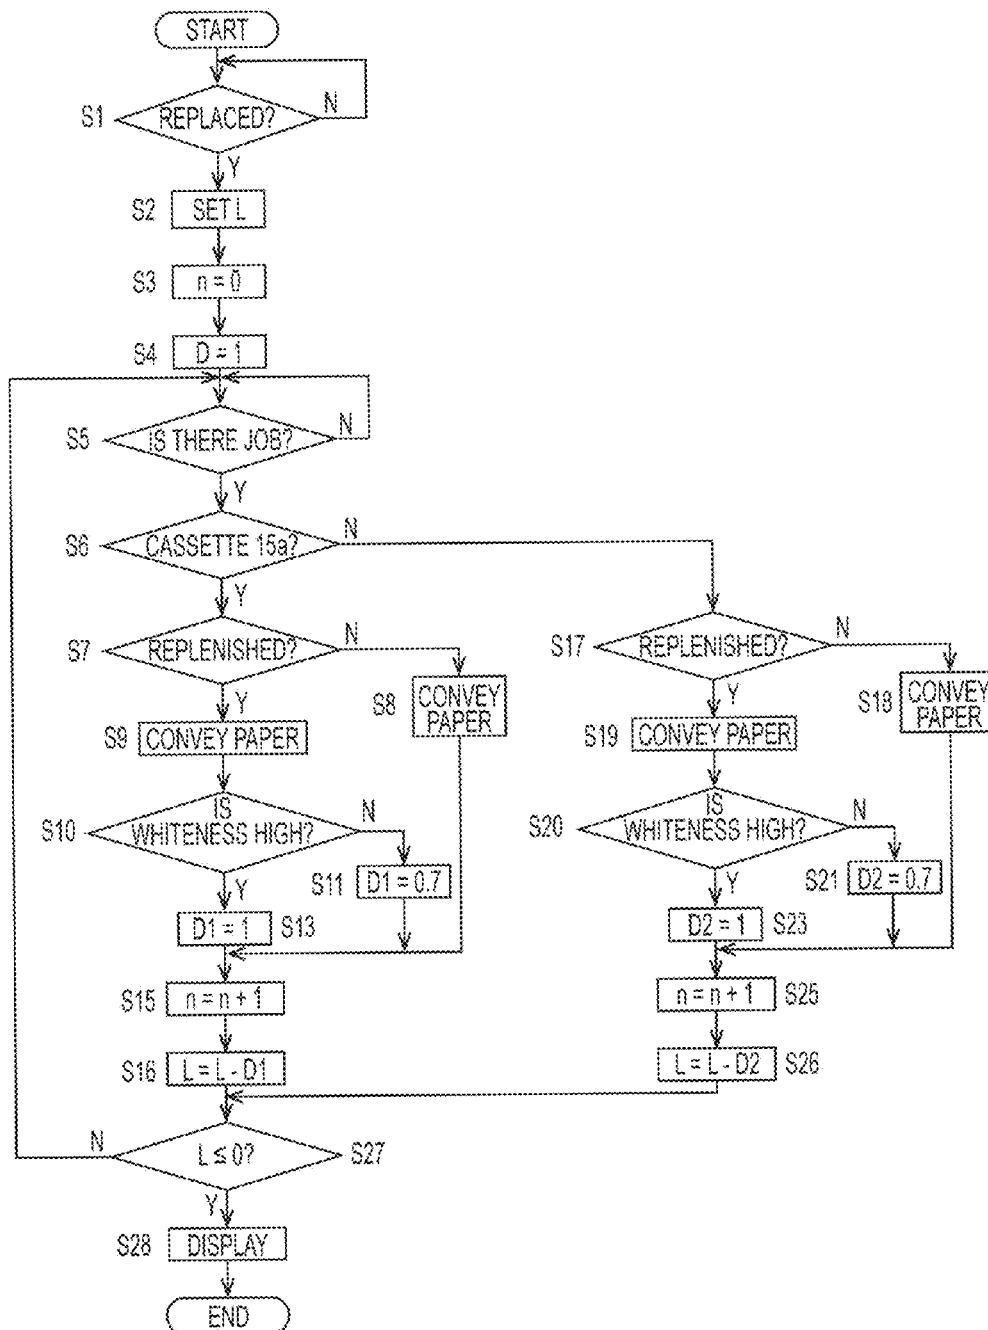 START
S1 REPLACED? N
Y
S2 SET L
S3 n = 0
S4 D = 1
S5 IS THERE JOB? N
Y
S6 CASSETTE 15a? N
Y
S7 REPLENISHED? N
Y
S8 CONVEY
PAPER
S9 CONVEY PAPER
S10 IS
WHITENESS HIGH? N
Y
S11 D1 = 0.7
D1 = 1 S13
S15 n = n + 1
S16 L = L - D1
S17 REPLENISHED? N
Y
S18 CONVEY
PAPER
S19 CONVEY PAPER
S20 IS
WHITENESS HIGH? N
Y
S21 D2 = 0.7
D2 = 1 S23
n = n + 1 S25
L = L - D2 S26
N L ≤ 0? S27
Y
S28 DISPLAY
END